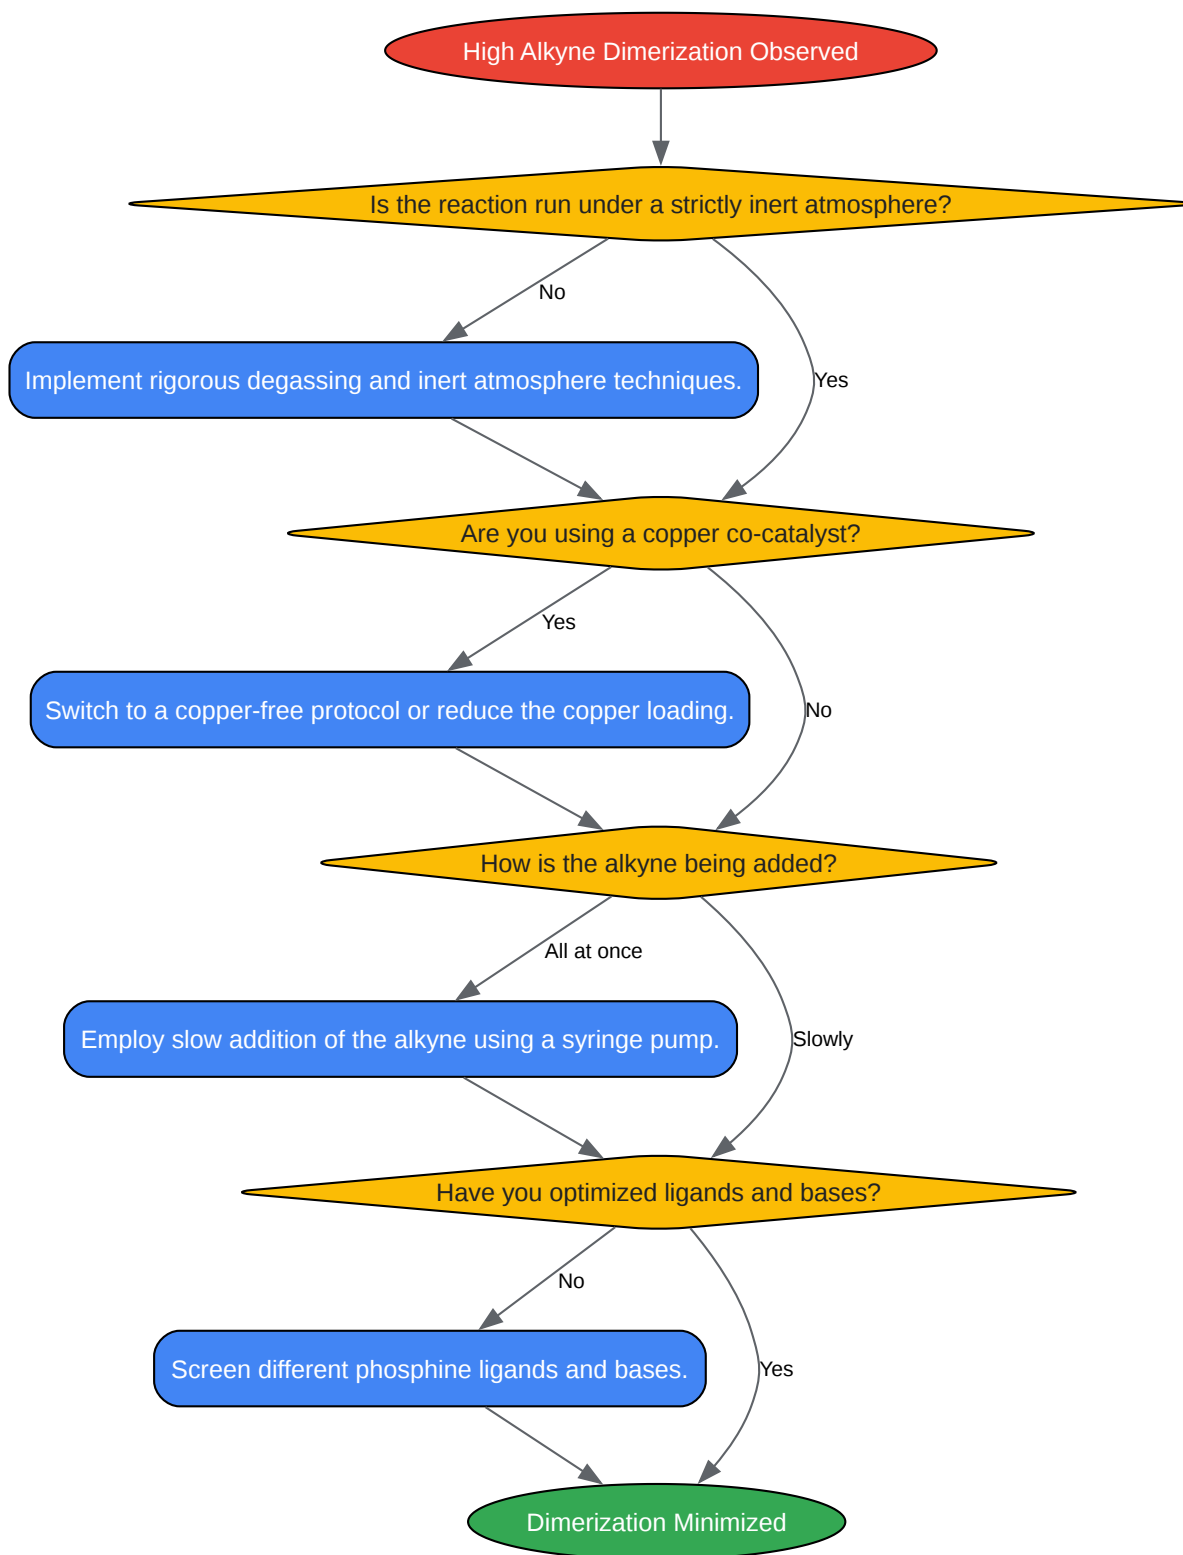 High Alkyne Dimerization Observed
Is the reaction run under a strictly inert atmosphere?
No
Implement rigorous degassing and inert atmosphere techniques.
Yes
Are you using a copper co-catalyst?
Yes
Switch to a copper-free protocol or reduce the copper loading.
No
How is the alkyne being added?
All at once
Employ slow addition of the alkyne using a syringe pump.
Slowly
Have you optimized ligands and bases?
No
Screen different phosphine ligands and bases.
Yes
Dimerization Minimized